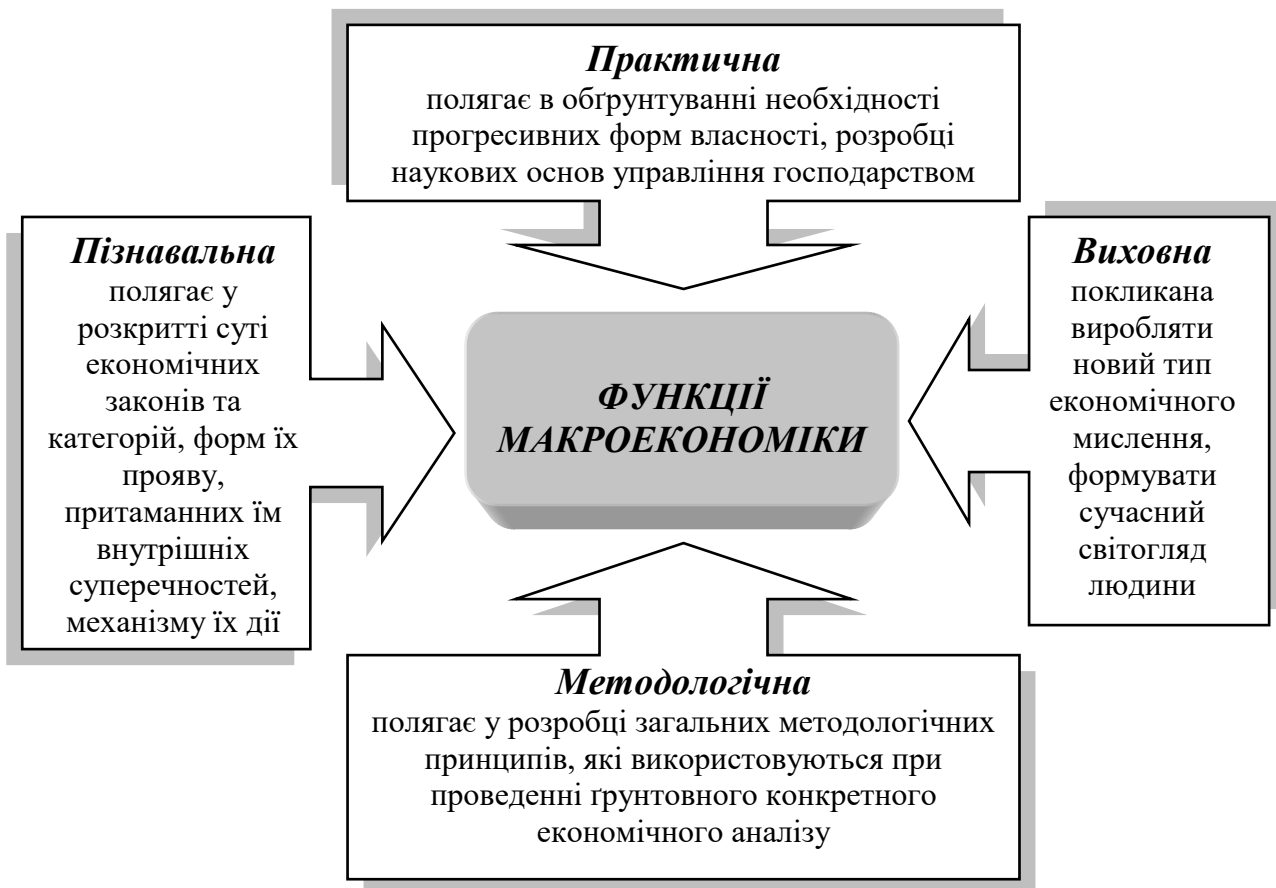 Практична
полягає в обґрунтуванні необхідності
прогресивних форм власності, розробці
наукових основ управління господарством
Пізнавальна
полягає у
розкритті суті
економічних
законів та
категорій, форм їх
прояву,
притаманних їм
внутрішніх
суперечностей,
механізму їх дії
ФУНКЦІЇ
МАКРОЕКОНОМІКИ
Виховна
покликана
виробляти
новий тип
економічного
мислення,
формувати
сучасний
світогляд
людини
Методологічна
полягає у розробці загальних методологічних
принципів, які використовуються при
проведенні ґрунтовного конкретного
економічного аналізу